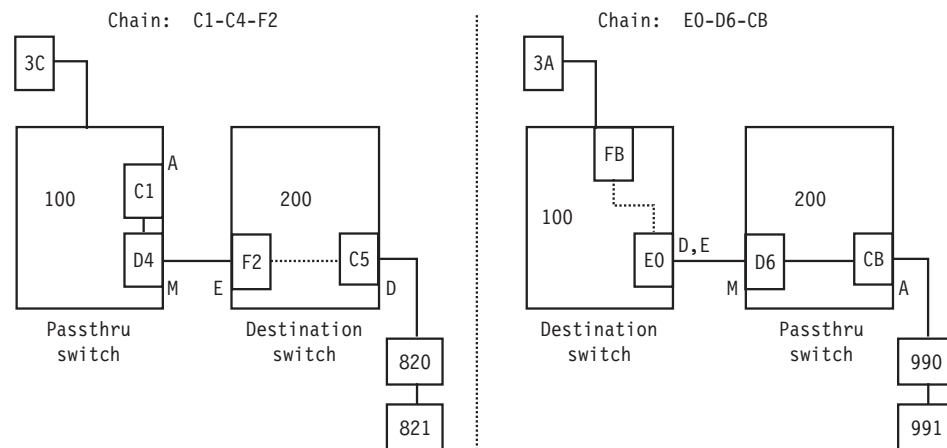 Chain: C1-C4-F2
3C
A
C1
100
200
D4
F2
C5
M
E
D
Passthru
switch
Destination
switch
820
821
Chain: E0-D6-CB
3A
FB
100
200
D,E
E0
D6
CB
M
A
Destination
switch
Passthru
switch
990
991